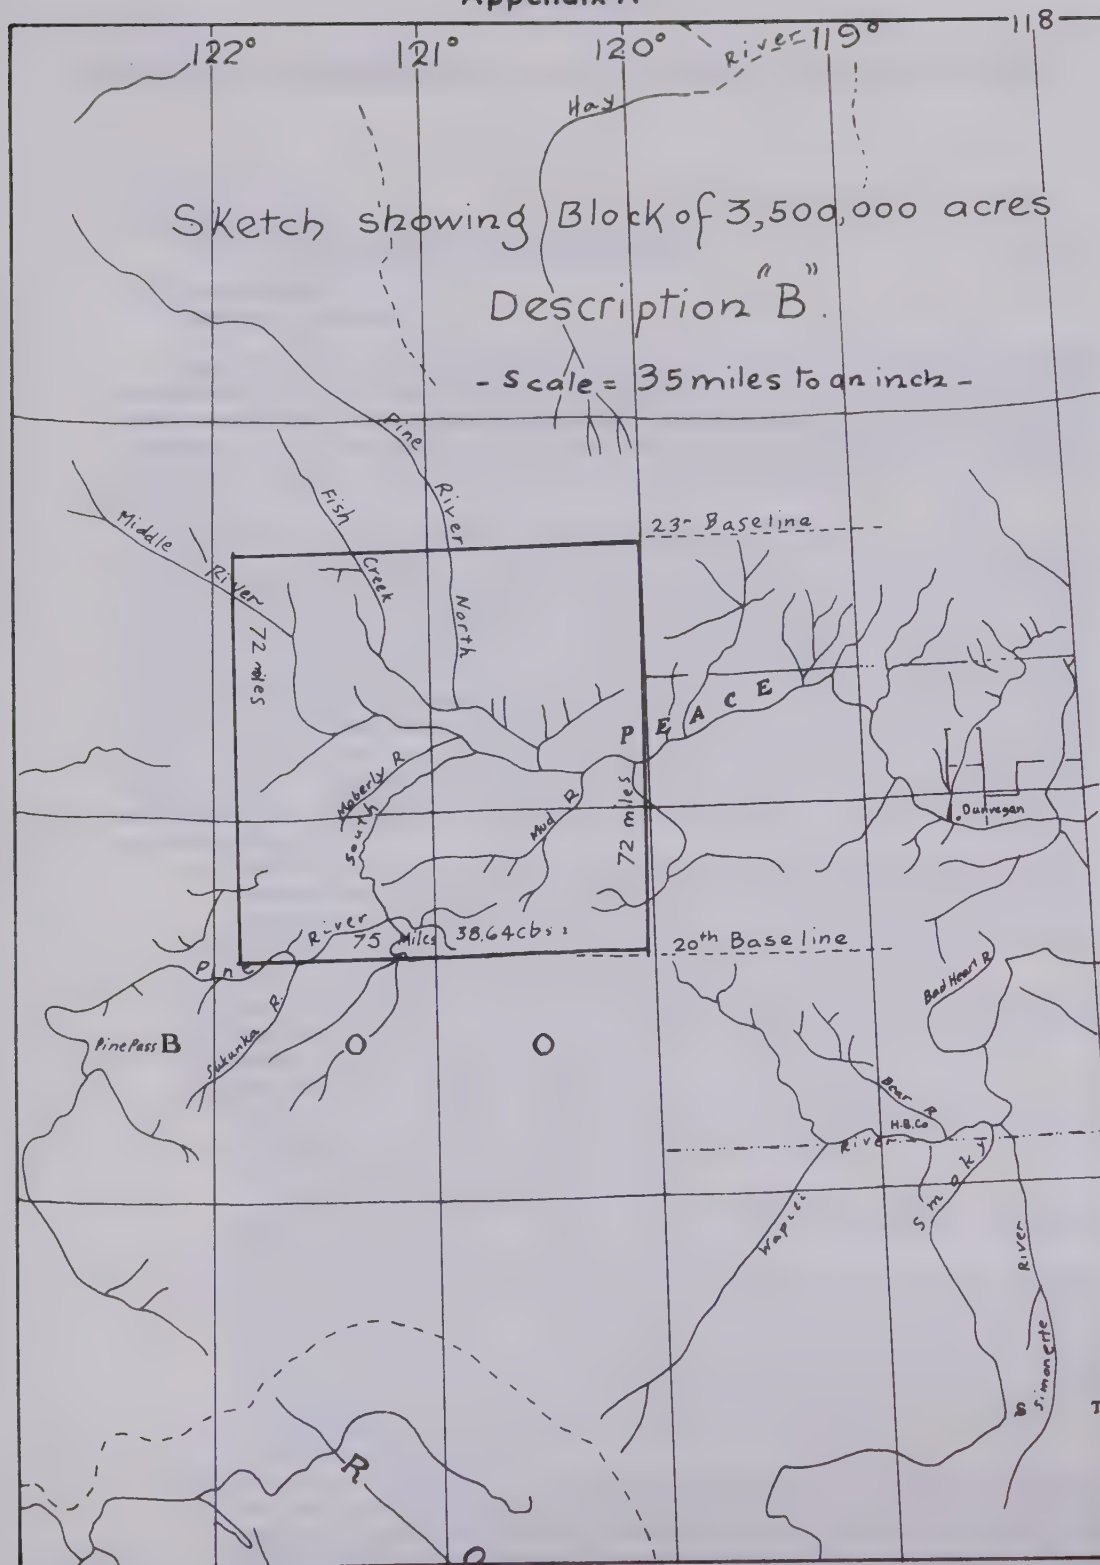 Appendix A
122°
121°
120°
River
119°
118
Hay
Sketch showing Block of 3,500,000 acres
Description "B".
- Scale = 35 miles to an inch -
Pine
River
North
Fish
Creek
Middle
River
23rd Baseline
72 miles
PEACE
Moberly R
South
Mud R
72 miles
Dunvegan
River
75 Miles 38.64 chs:
20th Baseline
Pine
Bad Heart R
Pine Pass B
Sukunka R.
O
O
Bear R
H.B.Co
River
Smoky
Wapiti
River
Simonette
S
T
R
O